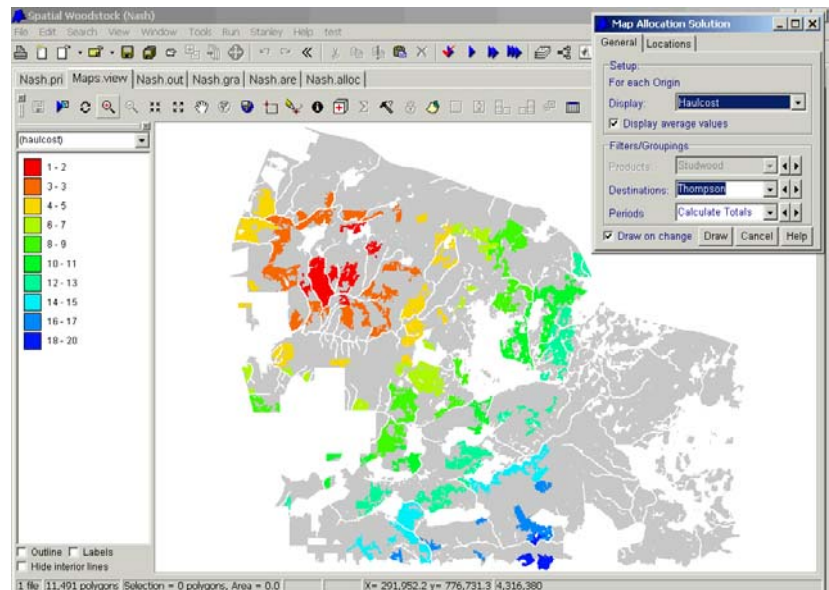 Spatial Woodstock (Nash)
File Edit Search View Window Tools Run Stanley Help test
Nash.pri Maps.view Nash.out Nash.gra Nash.are Nash.alloc
(haulcost)
1 - 2
3 - 3
4 - 5
6 - 7
8 - 9
10 - 11
12 - 13
14 - 15
16 - 17
18 - 20
Outline Labels
Hide interior lines
1 file 11,491 polygons Selection = 0 polygons, Area = 0.0 X= 291,952.2 y= 776,731.3 4,316,380
Map Allocation Solution
General Locations
Setup.
For each Origin
Display: Haulcost
Display average values
Filters/Groupings
Products: Studwood
Destinations: Thompson
Periods Calculate Totals
Draw on change Draw Cancel Help